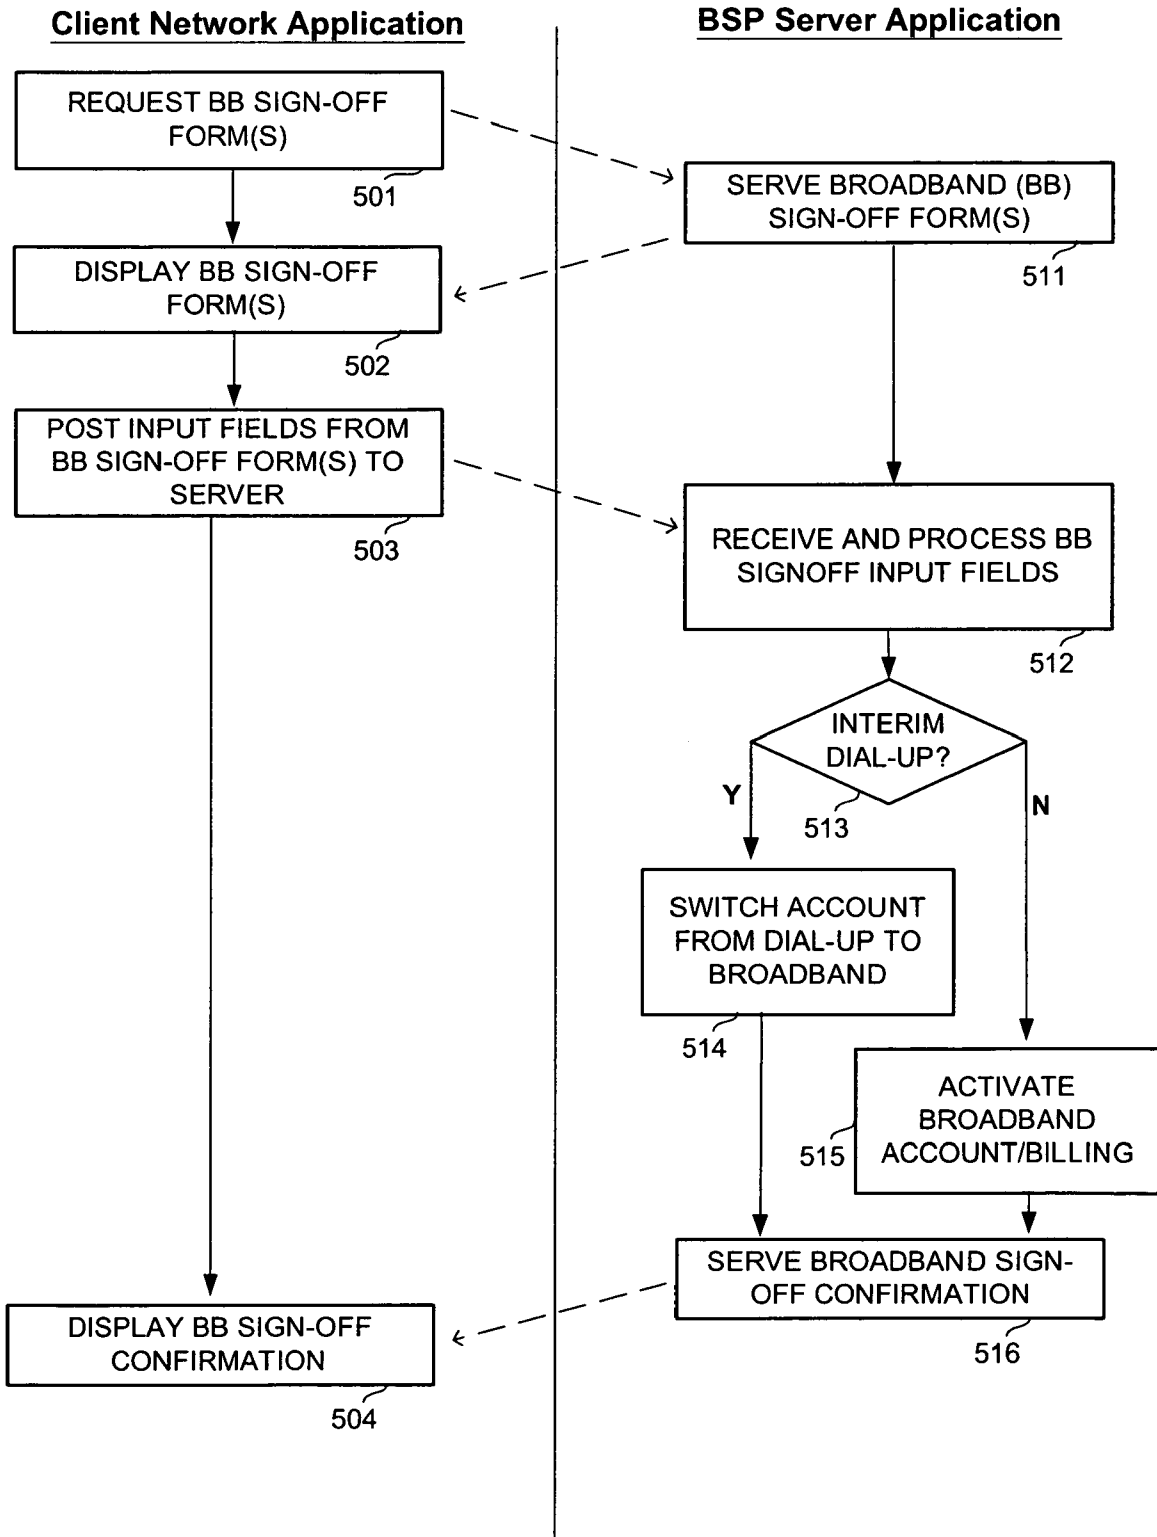 Client Network Application
BSP Server Application
REQUEST BB SIGN-OFF
FORM(S)
501
SERVE BROADBAND (BB)
SIGN-OFF FORM(S)
511
DISPLAY BB SIGN-OFF
FORM(S)
502
POST INPUT FIELDS FROM
BB SIGN-OFF FORM(S) TO
SERVER
503
RECEIVE AND PROCESS BB
SIGNOFF INPUT FIELDS
512
INTERIM
DIAL-UP?
513
Y
N
SWITCH ACCOUNT
FROM DIAL-UP TO
BROADBAND
514
ACTIVATE
BROADBAND
ACCOUNT/BILLING
515
SERVE BROADBAND SIGN-
OFF CONFIRMATION
516
DISPLAY BB SIGN-OFF
CONFIRMATION
504